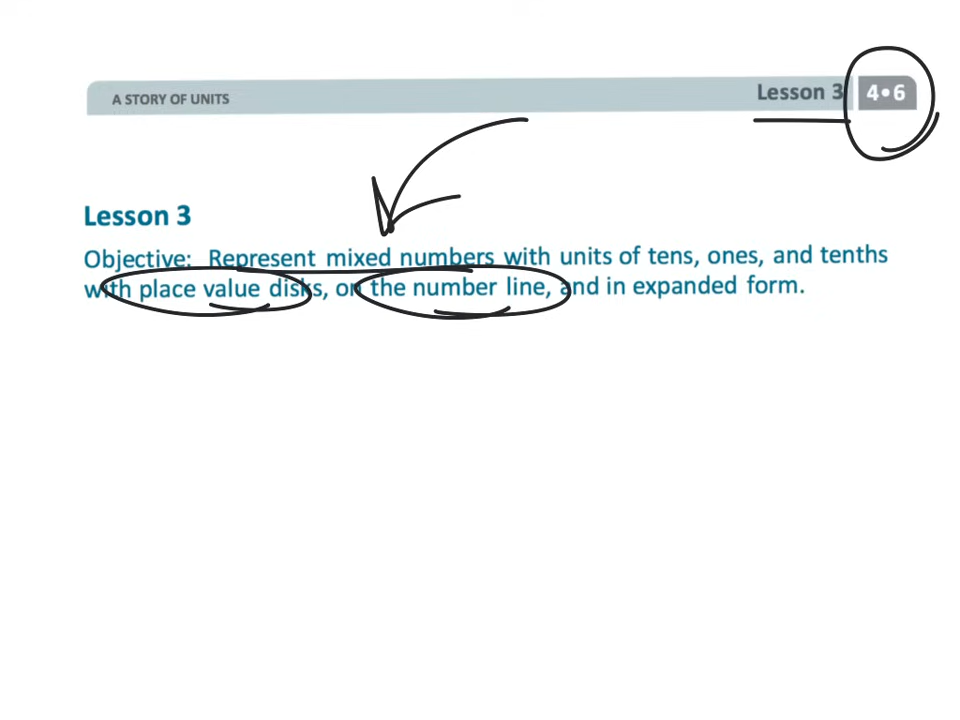 A STORY OF UNITS
Lesson 3 4•6
Lesson 3
Objective: Represent mixed numbers with units of tens, ones, and tenths
with place value disks, on the number line, and in expanded form.